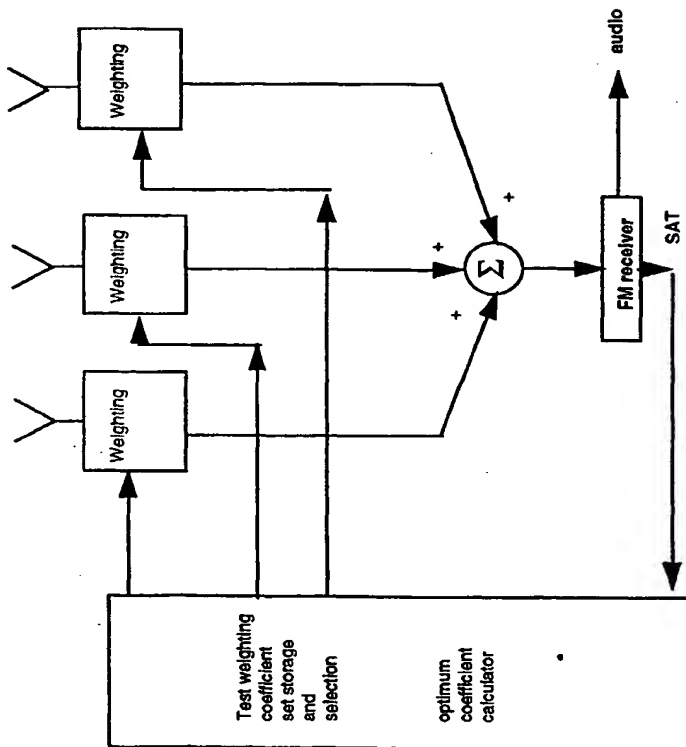 Weighting
Weighting
Weighting
Test weighting
coefficient
set storage
and
selection
optimum
coefficient
calculator
+
+
+
Σ
FM receiver
audio
SAT